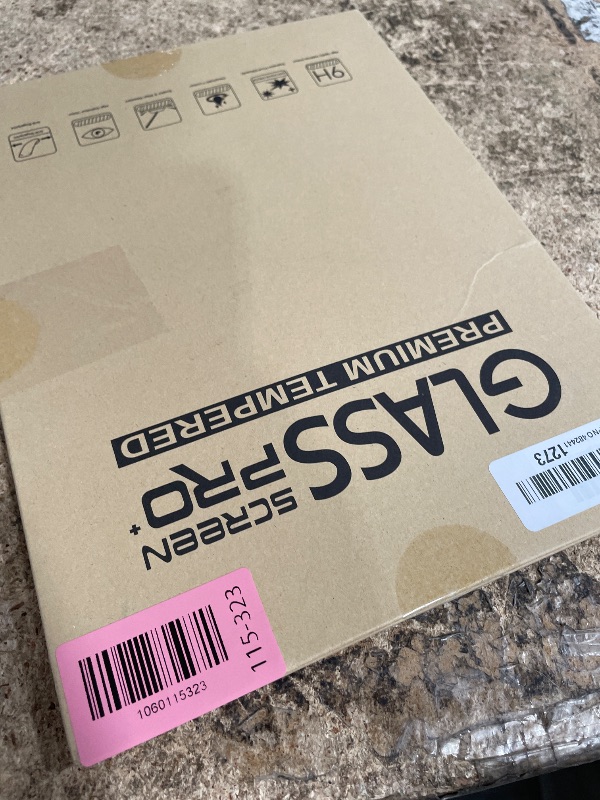 9H
PREMIUM TEMPERED
GLASS
SCREEN
PRO+
1273
115-323
1060115323